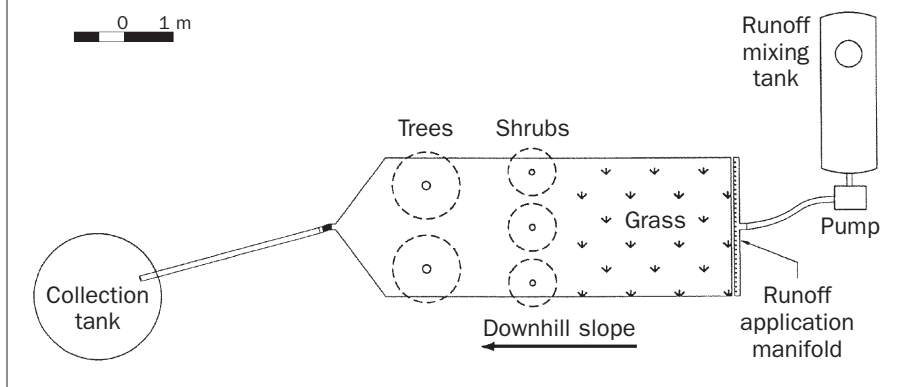 0 1 m
Runoff
mixing
tank
Trees
Shrubs
Grass
Pump
Collection
tank
Downhill slope
Runoff
application
manifold